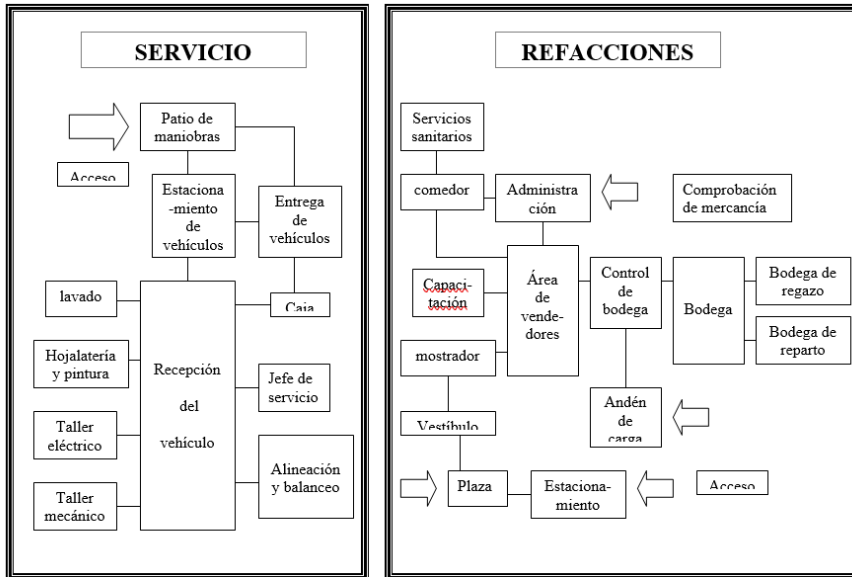 SERVICIO
Patio de
maniobras
Acceso
Estaciona
-miento
de
vehículos
Entrega
de
vehículos
lavado
Caja
Hojalatería
y pintura
Recepción
del
vehículo
Jefe de
servicio
Taller
eléctrico
Alineación
y balanceo
Taller
mecánico
REFACCIONES
Servicios
sanitarios
comedor
Administra
ción
Comprobación
de mercancía
Capaci-
tación
Área
de
vende-
dores
Control
de
bodega
Bodega
Bodega de
regazo
Bodega de
reparto
mostrador
Vestíbulo
Andén
de
carga
Plaza
Estaciona-
miento
Acceso